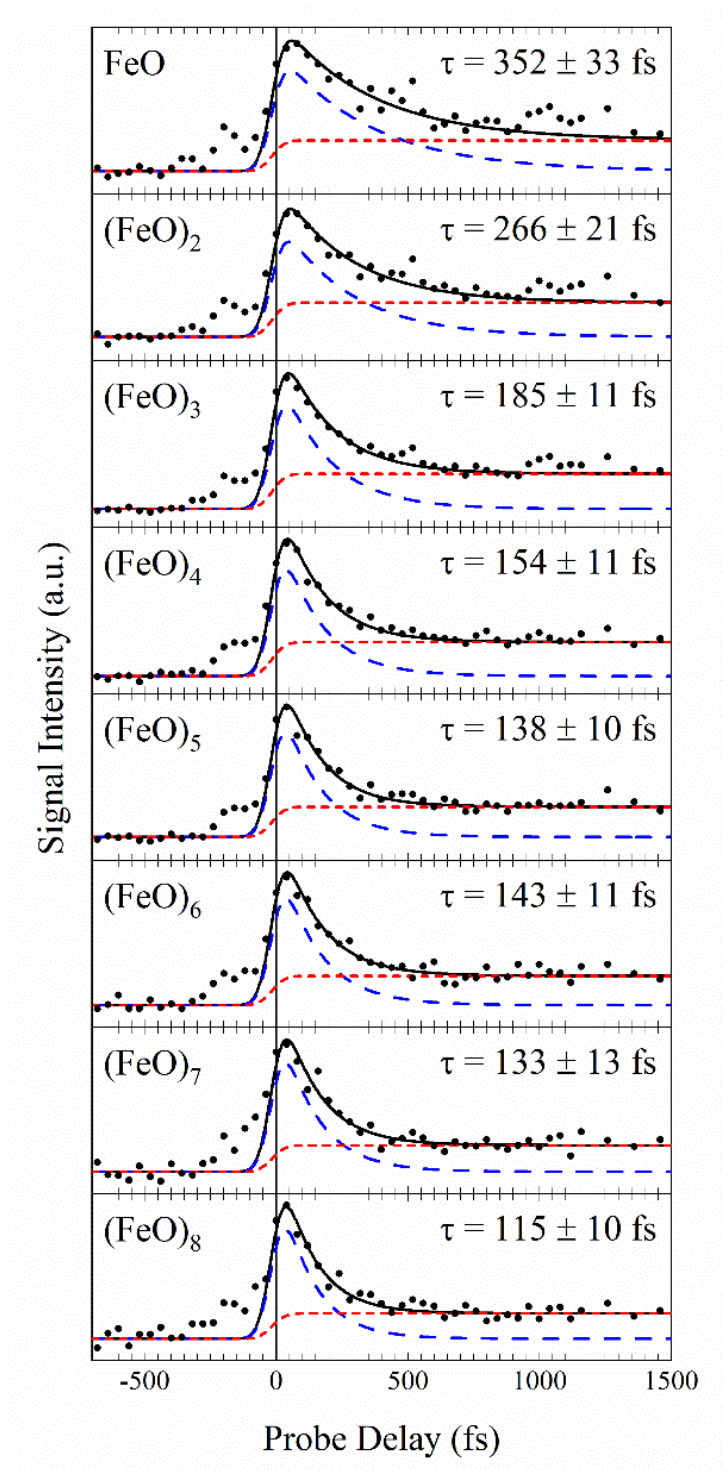 FeO τ = 352 ± 33 fs
(FeO)₂ τ = 266 ± 21 fs
(FeO)₃ τ = 185 ± 11 fs
(FeO)₄ τ = 154 ± 11 fs
(FeO)₅ τ = 138 ± 10 fs
(FeO)₆ τ = 143 ± 11 fs
(FeO)₇ τ = 133 ± 13 fs
(FeO)₈ τ = 115 ± 10 fs
Signal Intensity (a.u.)
-500 0 500 1000 1500
Probe Delay (fs)